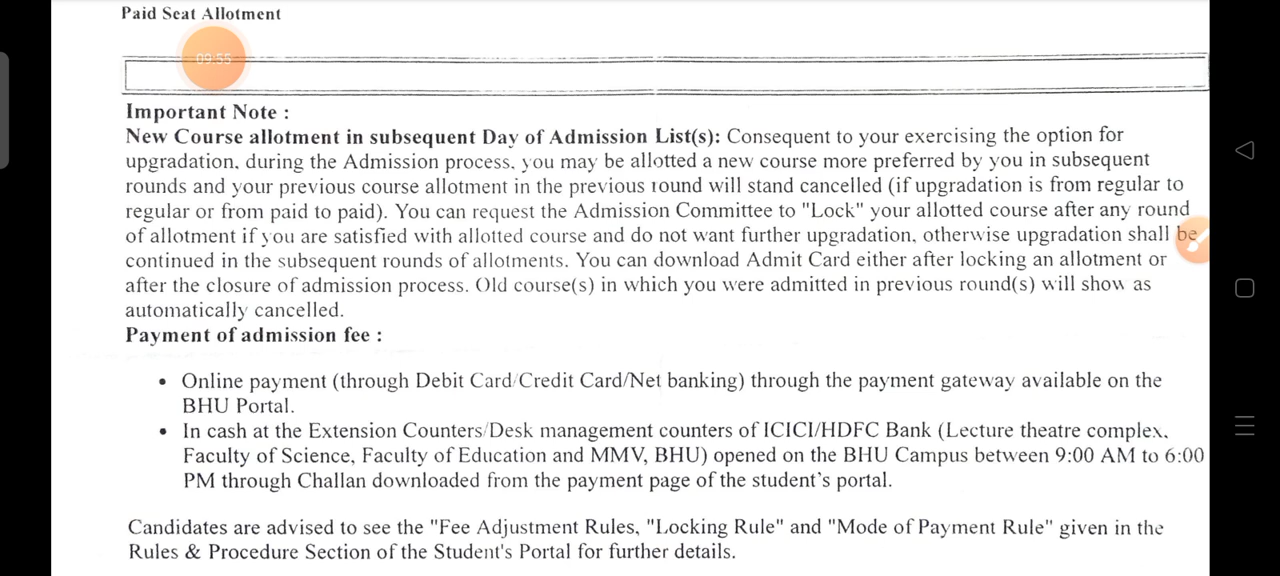 Paid Seat Allotment
09:55
Important Note :
New Course allotment in subsequent Day of Admission List(s): Consequent to your exercising the option for
upgradation, during the Admission process, you may be allotted a new course more preferred by you in subsequent
rounds and your previous course allotment in the previous round will stand cancelled (if upgradation is from regular to
regular or from paid to paid). You can request the Admission Committee to "Lock" your allotted course after any round
of allotment if you are satisfied with allotted course and do not want further upgradation, otherwise upgradation shall be
continued in the subsequent rounds of allotments. You can download Admit Card either after locking an allotment or
after the closure of admission process. Old course(s) in which you were admitted in previous round(s) will show as
automatically cancelled.
Payment of admission fee :
• Online payment (through Debit Card/Credit Card/Net banking) through the payment gateway available on the
BHU Portal.
• In cash at the Extension Counters/Desk management counters of ICICI/HDFC Bank (Lecture theatre complex,
Faculty of Science, Faculty of Education and MMV, BHU) opened on the BHU Campus between 9:00 AM to 6:00
PM through Challan downloaded from the payment page of the student's portal.
Candidates are advised to see the "Fee Adjustment Rules, "Locking Rule" and "Mode of Payment Rule" given in the
Rules & Procedure Section of the Student's Portal for further details.